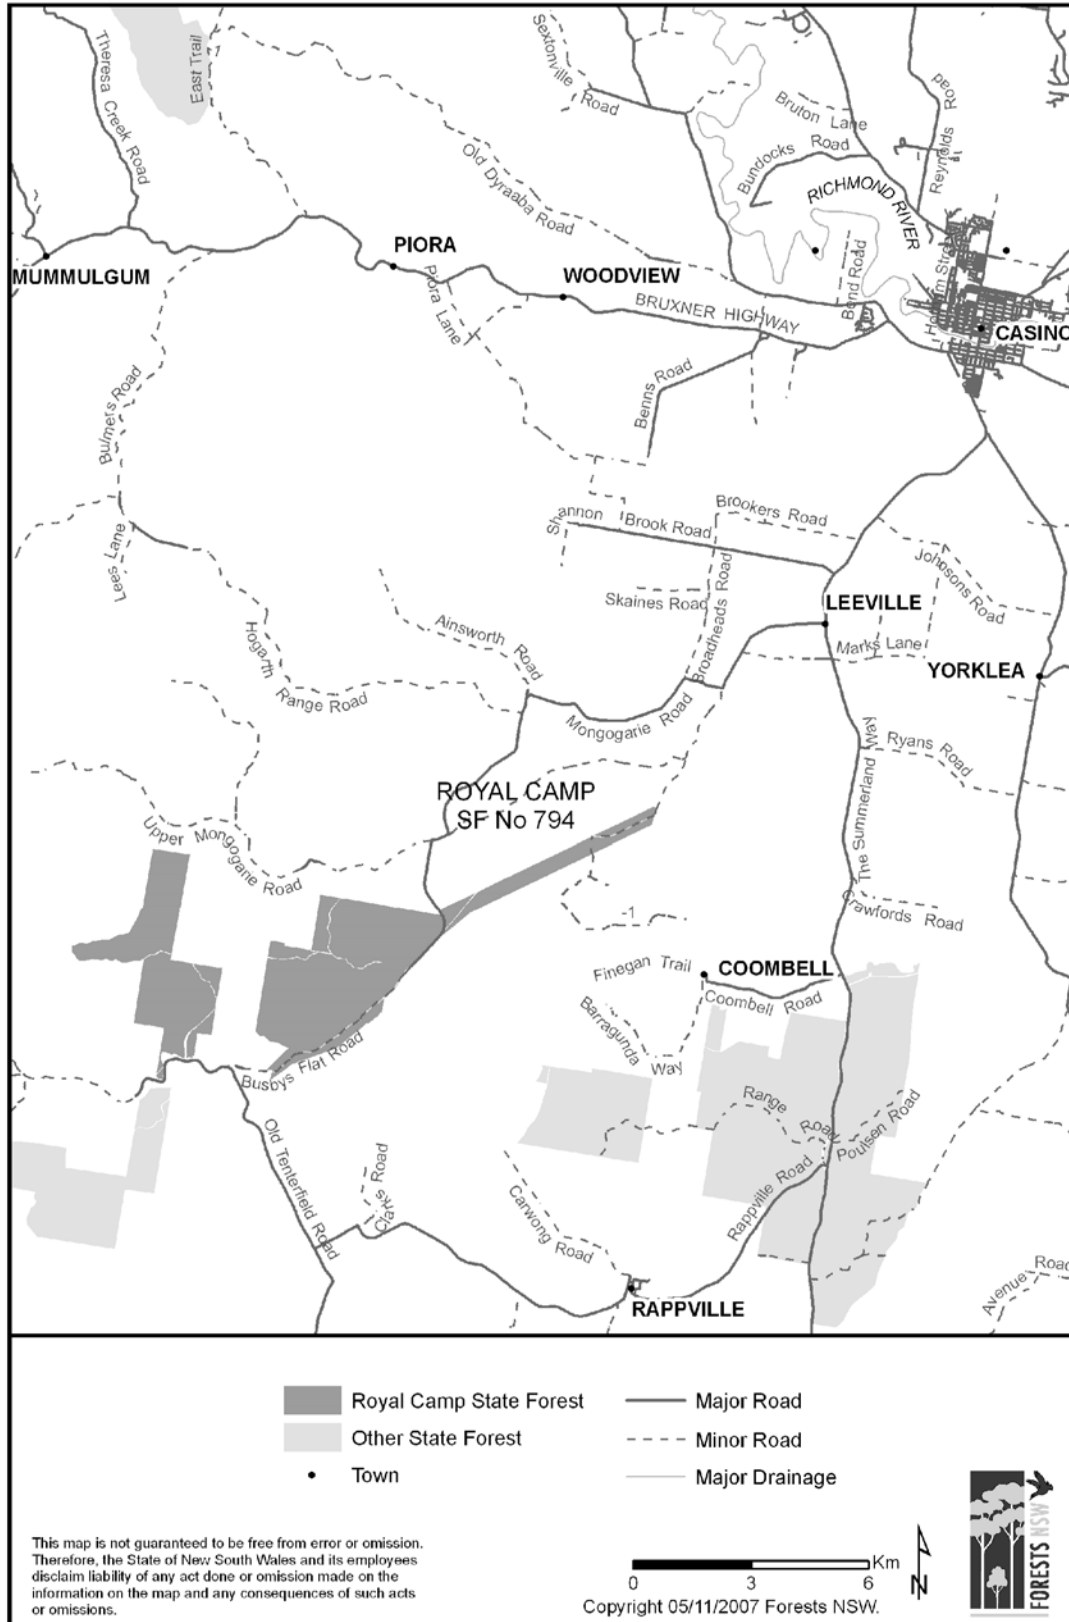 Theresa Creek Road
East Trail
1
Sextonville Road
Bruton Lane
Bundocks Road
Reynolds Road
RICHMOND RIVER
Old Dyraaba Road
MUMMULGUM
PIORA
Piora Lane
WOODVIEW
BRUXNER HIGHWAY
Bend Road
CASINO
Benns Road
Bulmers Road
Lees Lane
Shannon Brook Road
Brookers Road
Johnsons Road
Skaines Road
Broadheads Road
LEEVILLE
Marks Lane
YORKLEA
Ainsworth Road
Hogarth Range Road
Mongogarie Road
The Summerland Way
Ryans Road
ROYAL CAMP
SF No 794
Upper Mongogarie Road
Crawfords Road
-1
Finegan Trail
COOMBELL
Coombell Road
Barragunda Way
Busbys Flat Road
Range Road
Poulsen Road
Old Tenterfield Road
Clarks Road
Carwong Road
Rappville Road
RAPPVILLE
Avenue Road
Royal Camp State Forest
Other State Forest
Town
Major Road
Minor Road
Major Drainage
This map is not guaranteed to be free from error or omission.
Therefore, the State of New South Wales and its employees
disclaim liability of any act done or omission made on the
information on the map and any consequences of such acts
or omissions.
0 3 6 Km
Copyright 05/11/2007 Forests NSW.
N
FORESTS NSW